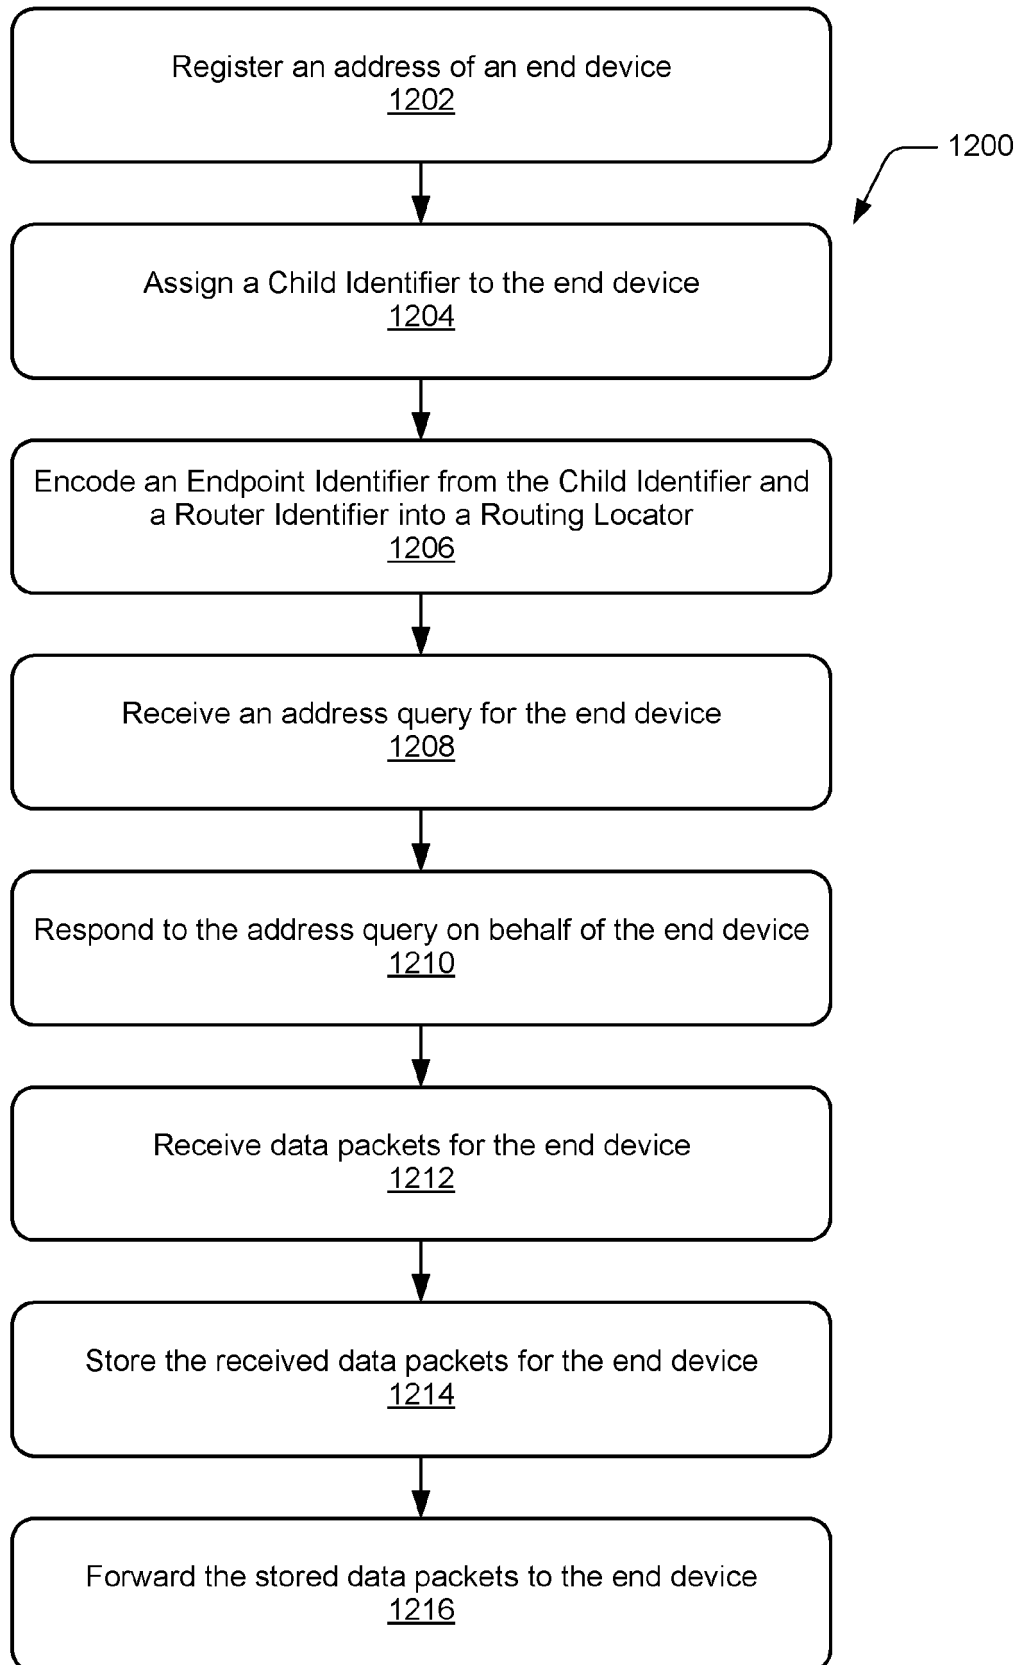 Register an address of an end device
1202
1200
Assign a Child Identifier to the end device
1204
Encode an Endpoint Identifier from the Child Identifier and
a Router Identifier into a Routing Locator
1206
Receive an address query for the end device
1208
Respond to the address query on behalf of the end device
1210
Receive data packets for the end device
1212
Store the received data packets for the end device
1214
Forward the stored data packets to the end device
1216